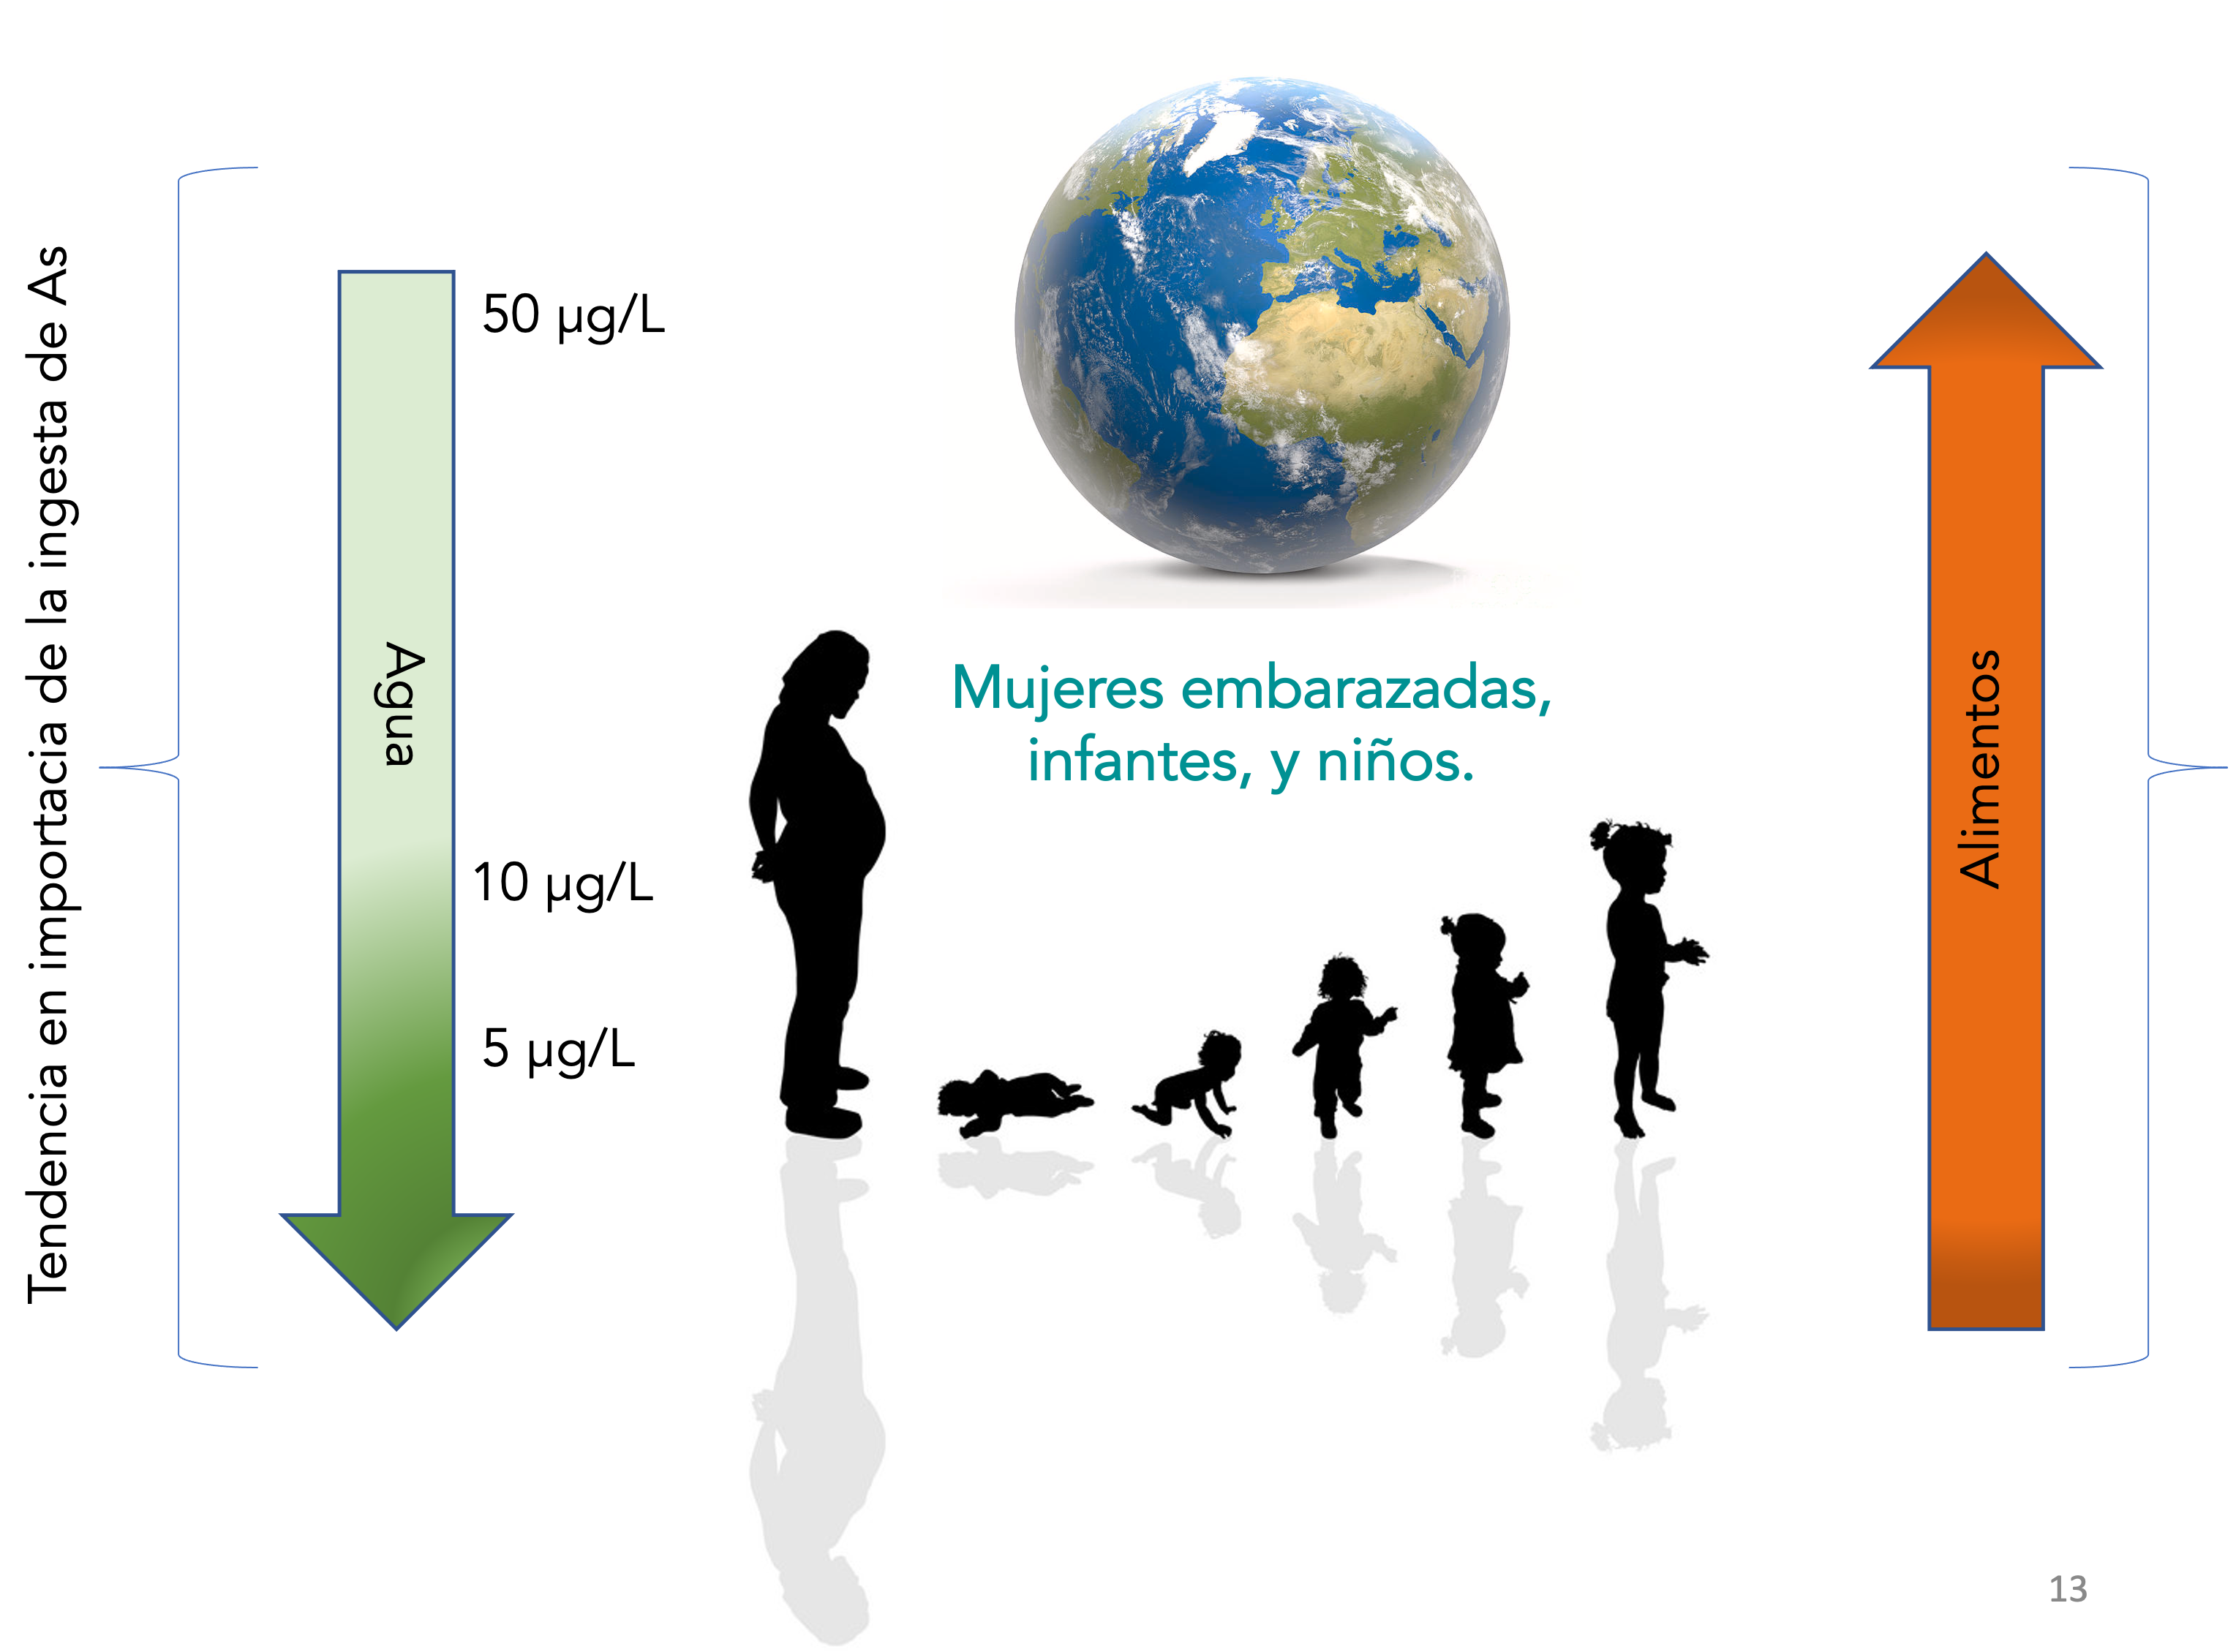 Tendencia en importacia de la ingesta de As
Agua
50 µg/L
10 µg/L
5 µg/L
Mujeres embarazadas,
infantes, y niños.
Alimentos
13